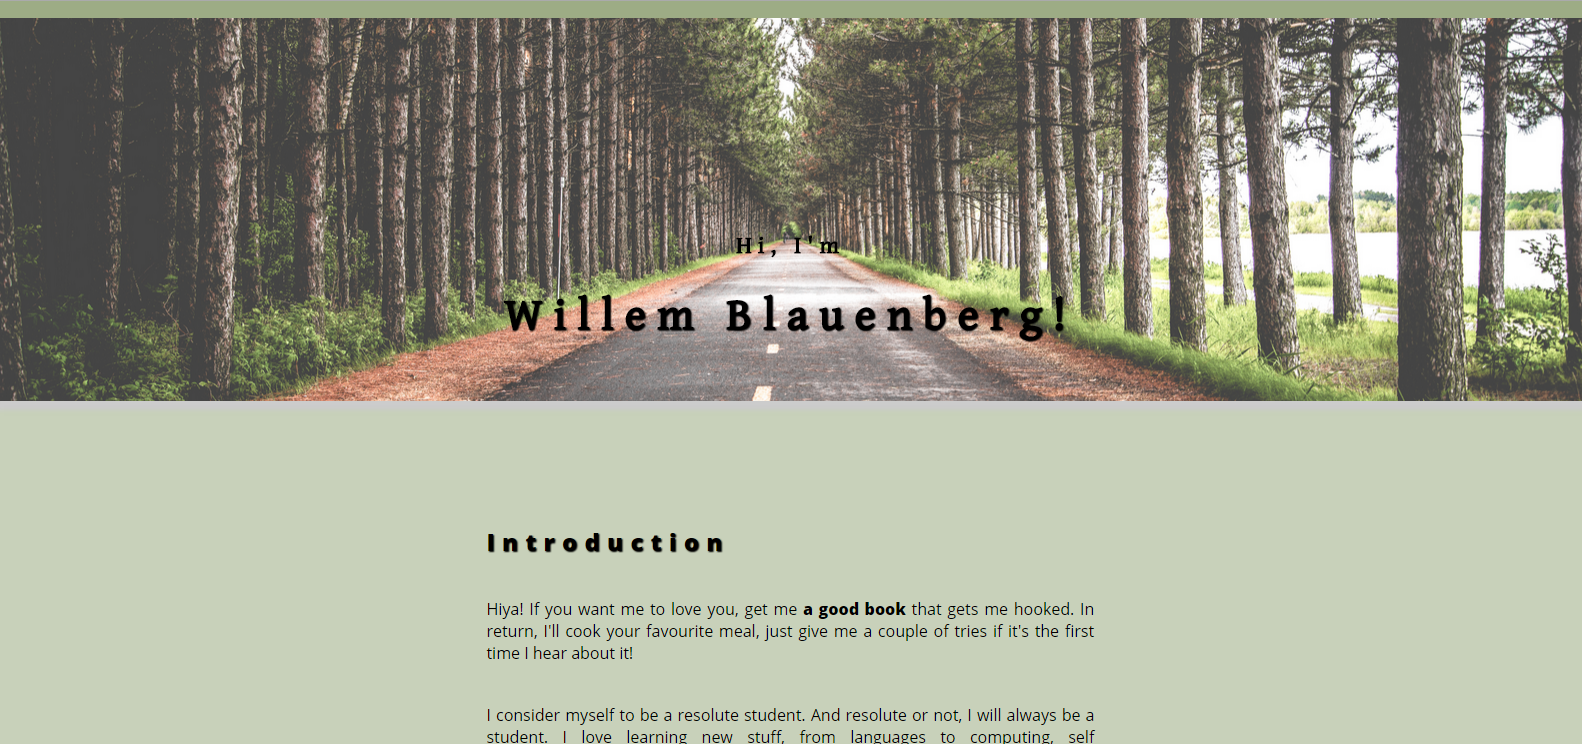 Hi, I'm
Willem Blauenberg!
Introduction
Hiya! If you want me to love you, get me a good book that gets me hooked. In
return, I'll cook your favourite meal, just give me a couple of tries if it's the first
time I hear about it!
I consider myself to be a resolute student. And resolute or not, I will always be a
student. I love learning new stuff, from languages to computing, self